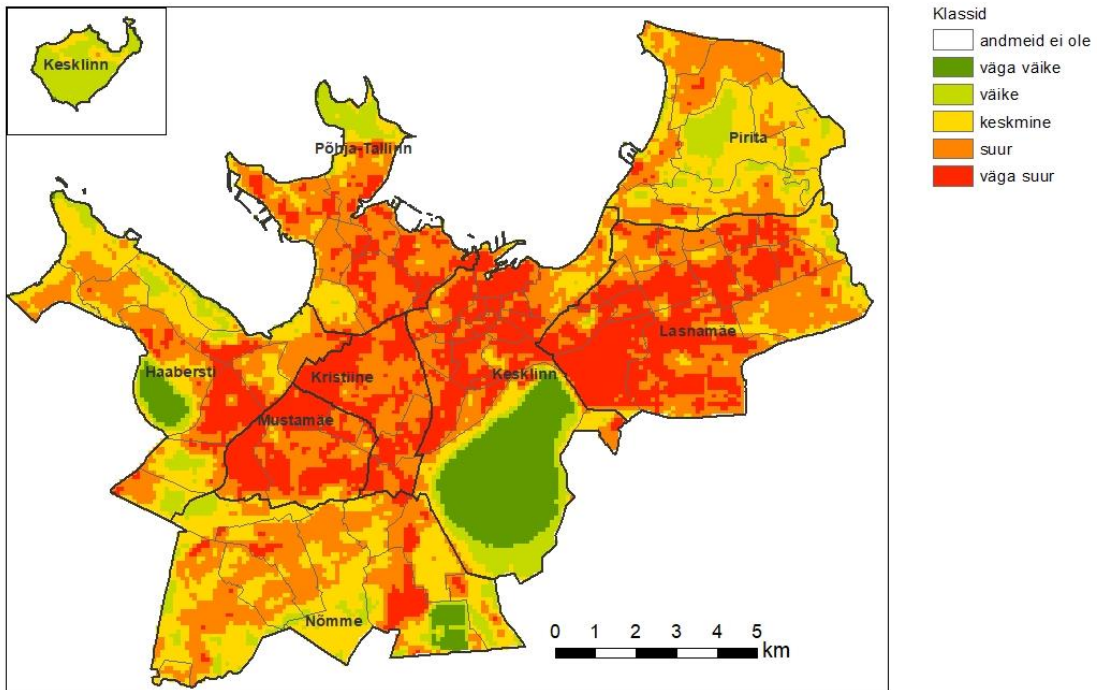 Klassid
andmeid ei ole
väga väike
väike
keskmine
suur
väga suur
Kesklinn
Põhja-Tallinn
Pirita
Lasnamäe
Haabersti
Kristiine
Kesklinn
Mustamäe
Nõmme
0 1 2 3 4 5
km